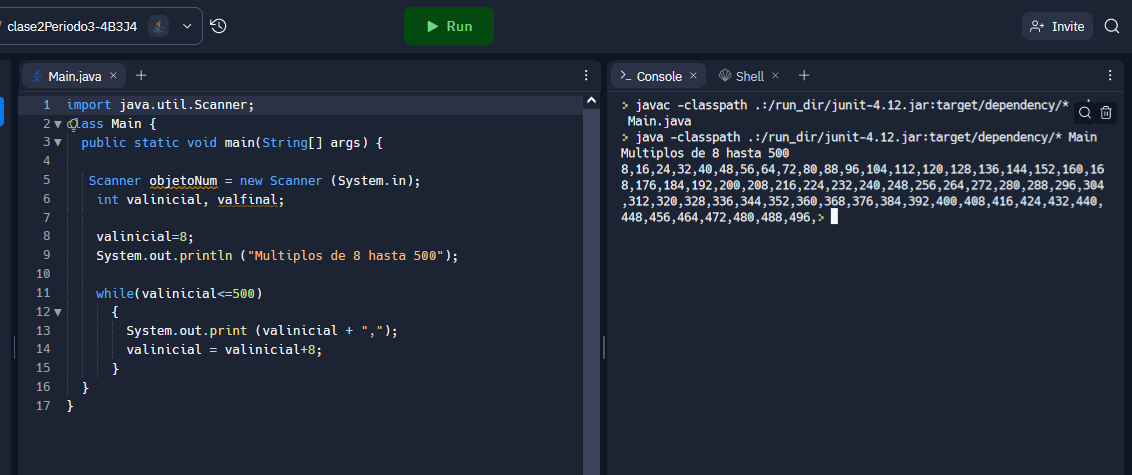 clase2Periodo3-4B3J4
Run
Invite
Main.java
Console
Shell
1 import java.util.Scanner;
2 class Main {
3 public static void main(String[] args) {
4
5 Scanner objetoNum = new Scanner (System.in);
6 int valinicial, valfinal;
7
8 valinicial=8;
9 System.out.println ("Multiplos de 8 hasta 500");
10
11 while(valinicial<=500)
12 {
13 System.out.print (valinicial + ",");
14 valinicial = valinicial+8;
15 }
16 }
17 }
> javac -classpath .:/run_dir/junit-4.12.jar:target/dependency/*
Main.java
> java -classpath .:/run_dir/junit-4.12.jar:target/dependency/* Main
Multiplos de 8 hasta 500
8,16,24,32,40,48,56,64,72,80,88,96,104,112,120,128,136,144,152,160,16
8,176,184,192,200,208,216,224,232,240,248,256,264,272,280,288,296,304
,312,320,328,336,344,352,360,368,376,384,392,400,408,416,424,432,440,
448,456,464,472,480,488,496,>